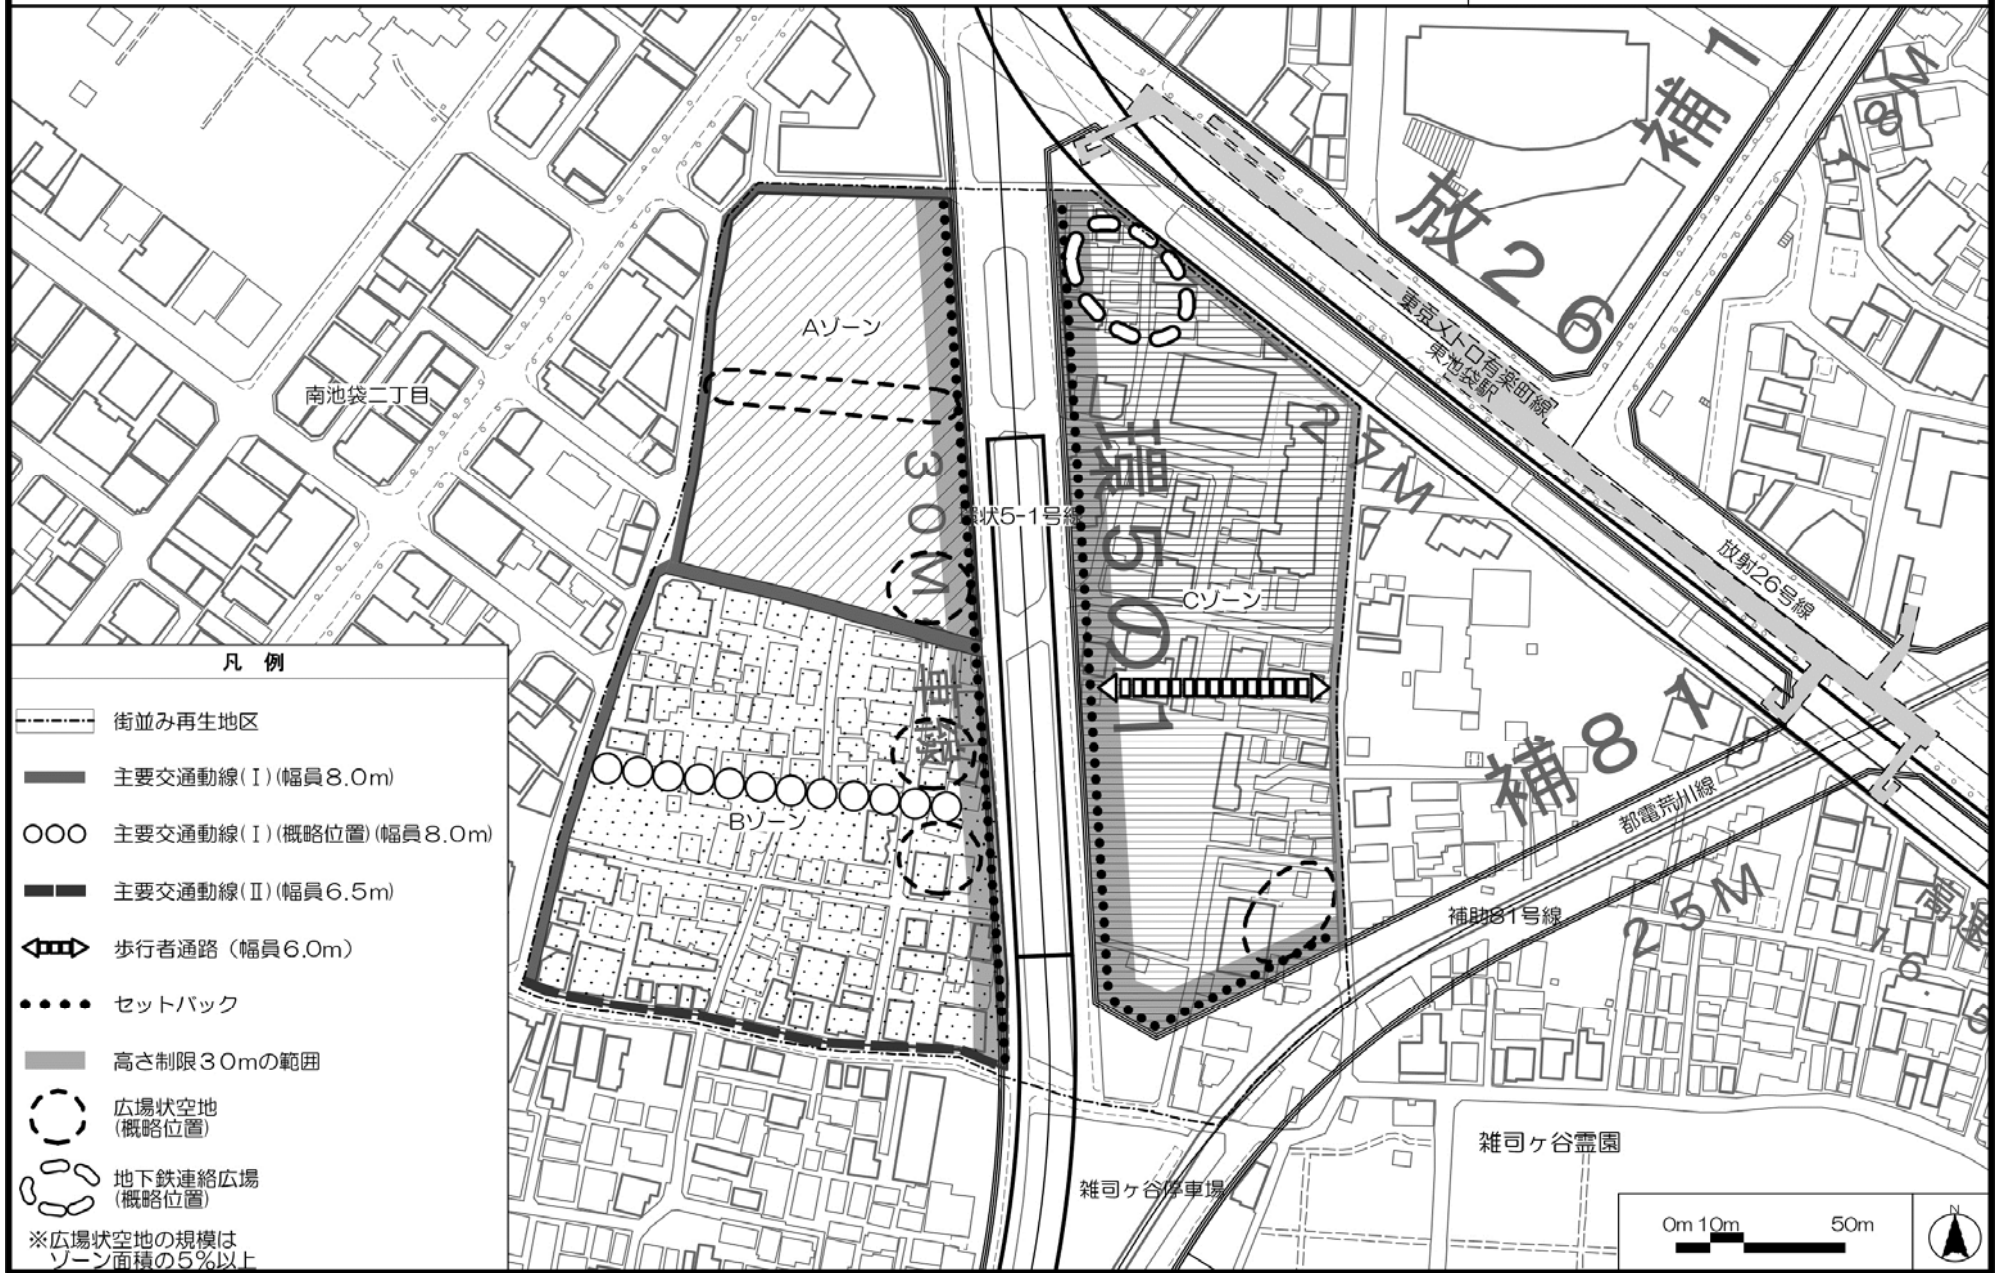 補1
18M
放26
東京メトロ有楽町線
東池袋駅
Aゾーン
南池袋二丁目
25M
30M
環状5-1号線
環5の1
放射26号線
Cゾーン
車線
補81
Bゾーン
都電荒川線
補助81号線
25M
高速
雑司ヶ谷霊園
雑司ヶ谷停車場
凡 例
街並み再生地区
主要交通動線(Ⅰ)(幅員8.0m)
主要交通動線(Ⅰ)(概略位置)(幅員8.0m)
主要交通動線(Ⅱ)(幅員6.5m)
歩行者通路（幅員6.0m）
セットバック
高さ制限30mの範囲
広場状空地
(概略位置)
地下鉄連絡広場
(概略位置)
※広場状空地の規模は
ゾーン面積の5%以上
0m 10m 50m
N